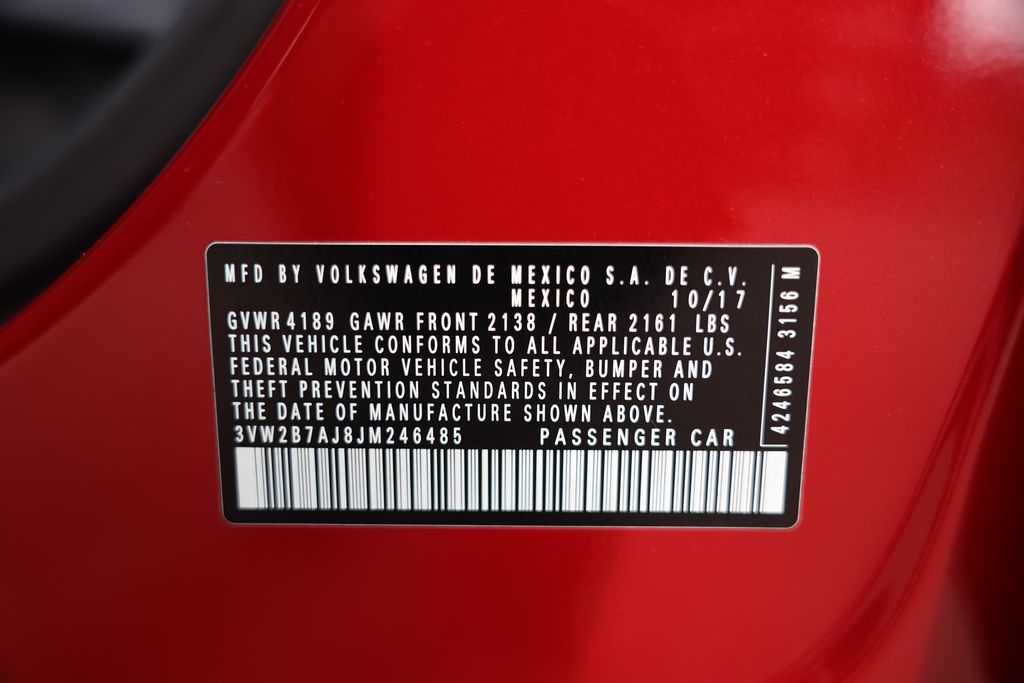 MFD BY VOLKSWAGEN DE MEXICO S.A. DE C.V.
MEXICO 10/17
GVWR 4189 GAWR FRONT 2138 / REAR 2161 LBS
THIS VEHICLE CONFORMS TO ALL APPLICABLE U.S.
FEDERAL MOTOR VEHICLE SAFETY, BUMPER AND
THEFT PREVENTION STANDARDS IN EFFECT ON
THE DATE OF MANUFACTURE SHOWN ABOVE.
3VW2B7AJ8JM246485 PASSENGER CAR
4246584 3156 M